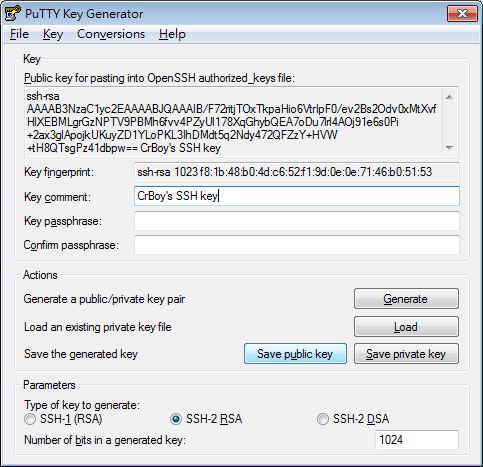 PuTTY Key Generator
File Key Conversions Help
Key
Public key for pasting into OpenSSH authorized_keys file:
ssh-rsa
AAAAB3NzaC1yc2EAAAABJQAAAIB/F72ritjTOxTkpaHio6VtrlpF0/ev2Bs2Odv0xMtXvf
HlXEBMLgrGzNPTV9PBMh6fvv4PZyUl178XqGhybQEA7oDu7lrl4AOj91e6s0Pi
+2ax3glApojkUKuyZD1YLoPKL3lhDMdt5q2Ndy472QFZzY+HVW
+tH8QTsgPz41dbpw== CrBoy's SSH key
Key fingerprint: ssh-rsa 1023 f8:1b:48:b0:4d:c6:52:f1:9d:0e:0e:71:46:b0:51:53
Key comment: CrBoy's SSH key
Key passphrase:
Confirm passphrase:
Actions
Generate a public/private key pair Generate
Load an existing private key file Load
Save the generated key Save public key Save private key
Parameters
Type of key to generate:
SSH-1 (RSA) SSH-2 RSA SSH-2 DSA
Number of bits in a generated key: 1024